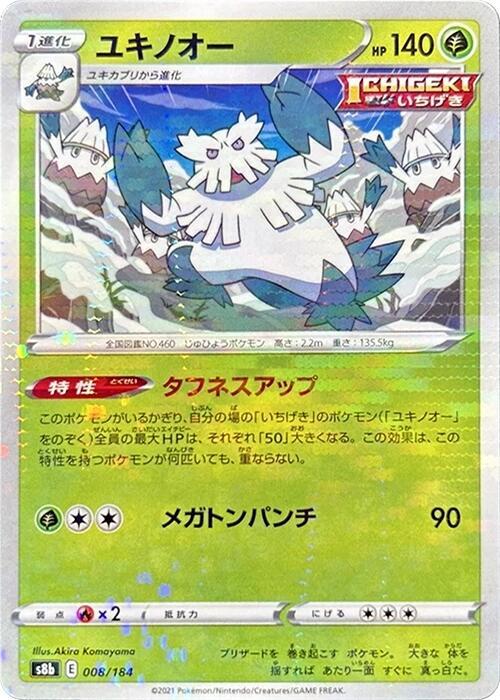 1進化
ユキノオー
HP 140
ユキカブリから進化
ICHIGEKI
いちげき
全国図鑑NO.460 じゅひょうポケモン 高さ:2.2m 重さ:135.5kg
特性 とくせい タフネスアップ
このポケモンがいるかぎり、自分の場の「いちげき」のポケモン(「ユキノオー」
をのぞく)全員の最大HPは、それぞれ「50」大きくなる。この効果は、この
特性を持つポケモンが何匹いても、重ならない。
メガトンパンチ 90
弱点 ×2 抵抗力 にげる
Illus.Akira Komayama
s8b E 008/184
ブリザードを 巻き起こす ポケモン。 大きな 体を
揺すれば あたり一面 すぐに 真っ白だ。
©2021 Pokémon/Nintendo/Creatures/GAME FREAK.